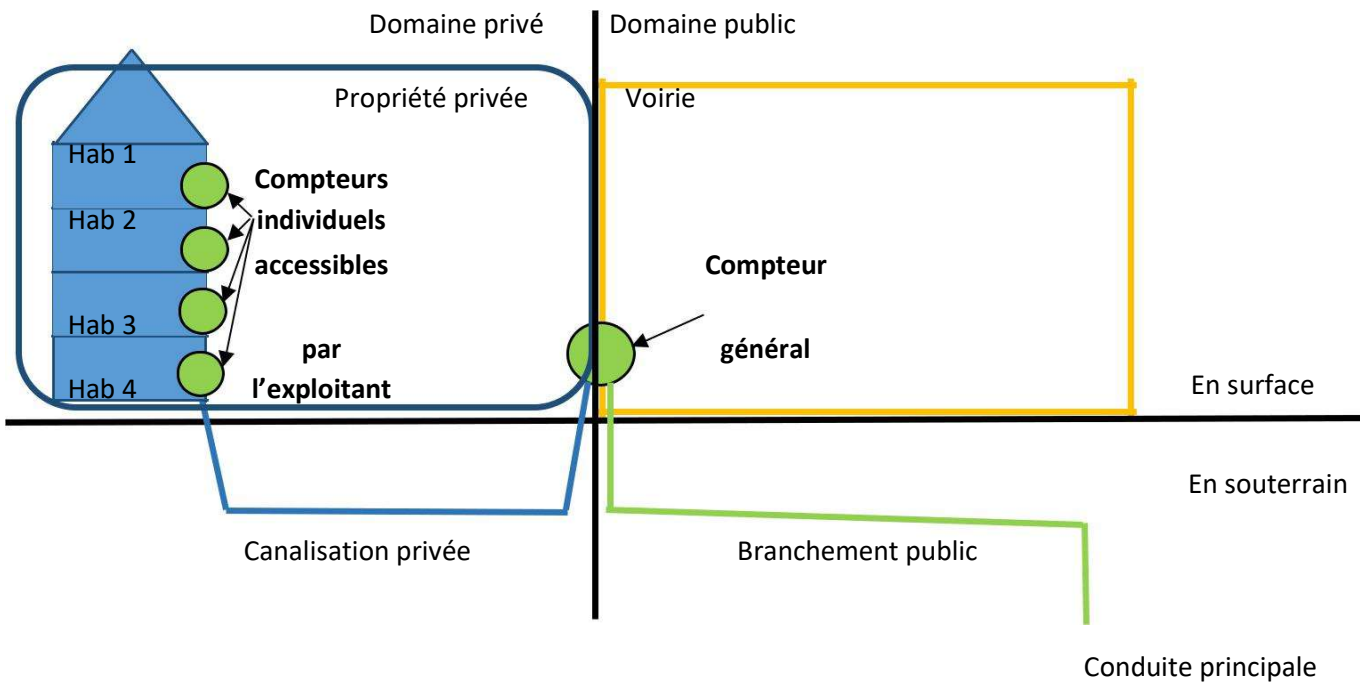 Domaine privé
Domaine public
Propriété privée
Voirie
Hab 1
Hab 2
Hab 3
Hab 4
Compteurs
individuels
accessibles
par
l’exploitant
Compteur
général
En surface
En souterrain
Canalisation privée
Branchement public
Conduite principale